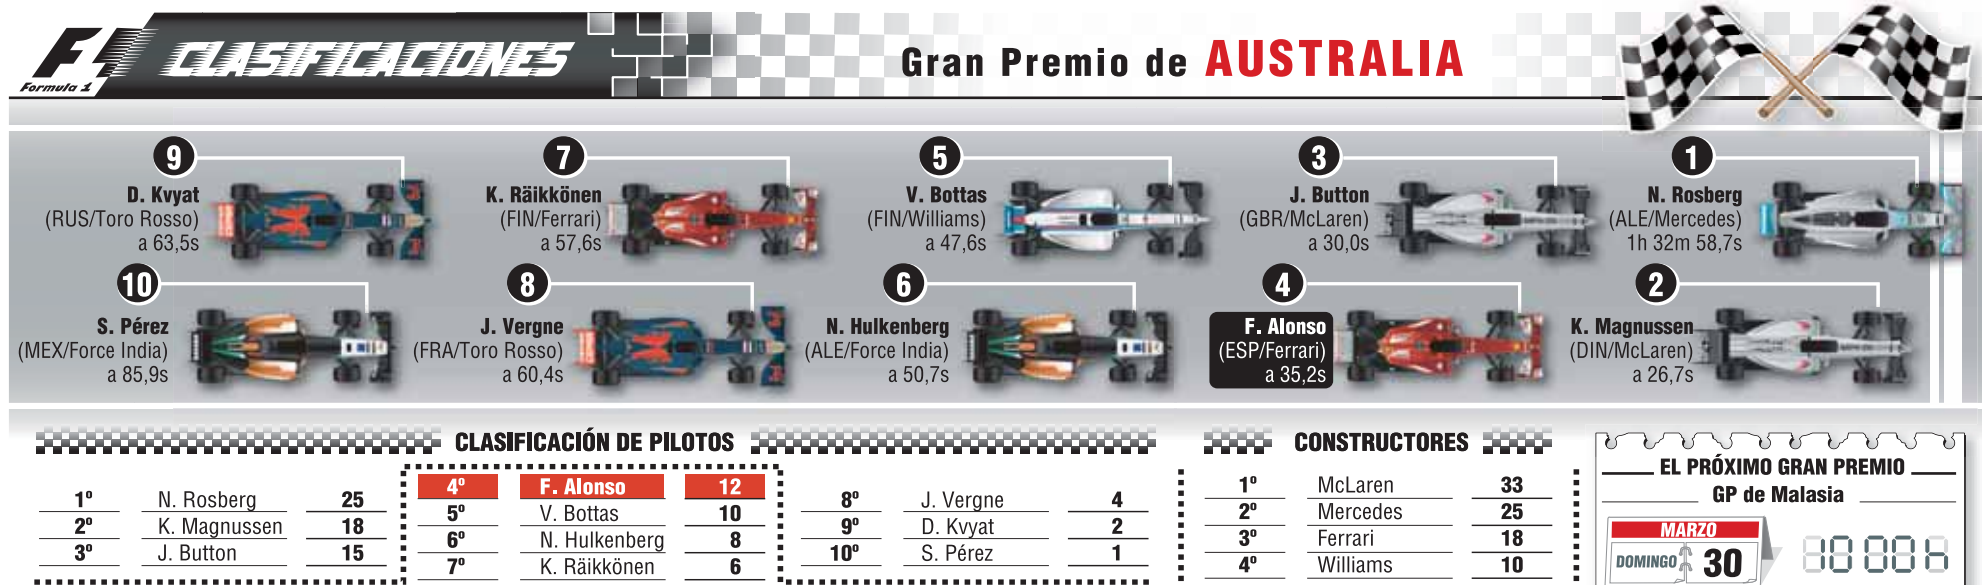 F1
Formula 1
CLASIFICACIONES
Gran Premio de AUSTRALIA
9
D. Kvyat
(RUS/Toro Rosso)
a 63,5s
7
K. Räikkönen
(FIN/Ferrari)
a 57,6s
5
V. Bottas
(FIN/Williams)
a 47,6s
3
J. Button
(GBR/McLaren)
a 30,0s
1
N. Rosberg
(ALE/Mercedes)
1h 32m 58,7s
10
S. Pérez
(MEX/Force India)
a 85,9s
8
J. Vergne
(FRA/Toro Rosso)
a 60,4s
6
N. Hulkenberg
(ALE/Force India)
a 50,7s
4
F. Alonso
(ESP/Ferrari)
a 35,2s
2
K. Magnussen
(DIN/McLaren)
a 26,7s
CLASIFICACIÓN DE PILOTOS
1º N. Rosberg 25
2º K. Magnussen 18
3º J. Button 15
4º F. Alonso 12
5º V. Bottas 10
6º N. Hulkenberg 8
7º K. Räikkönen 6
8º J. Vergne 4
9º D. Kvyat 2
10º S. Pérez 1
CONSTRUCTORES
1º McLaren 33
2º Mercedes 25
3º Ferrari 18
4º Williams 10
EL PRÓXIMO GRAN PREMIO
GP de Malasia
MARZO
DOMINGO 30
10 00 h